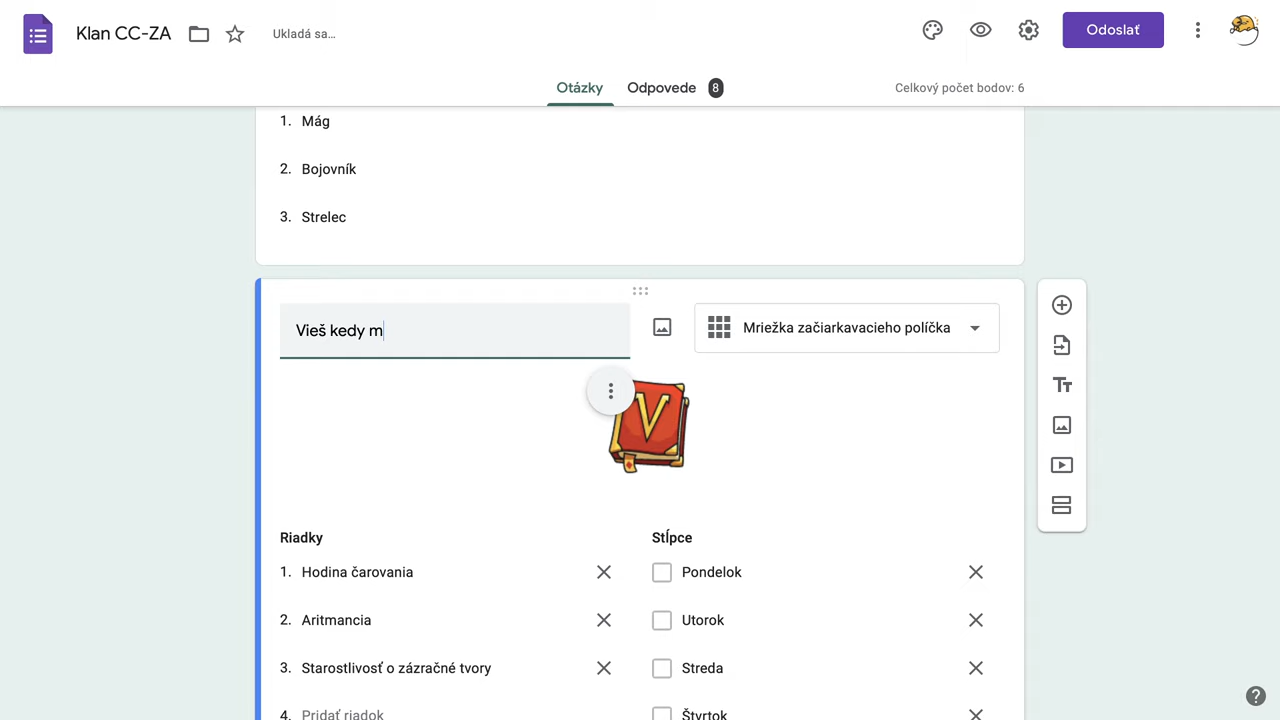 Klan CC-ZA
Ukladá sa…
Odoslať
Otázky
Odpovede 8
Celkový počet bodov: 6
1. Mág
2. Bojovník
3. Strelec
Vieš kedy m
Mriežka začiarkavacieho políčka
V
Riadky
Stĺpce
1. Hodina čarovania
Pondelok
2. Aritmancia
Utorok
3. Starostlivosť o zázračné tvory
Streda
4. Pridať riadok
Štvrtok